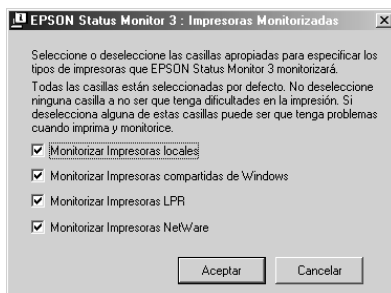 EPSON Status Monitor 3 : Impresoras Monitorizadas
Seleccione o deseleccione las casillas apropiadas para especificar los
tipos de impresoras que EPSON Status Monitor 3 monitorizará.
Todas las casillas están seleccionadas por defecto. No deseleccione
ninguna casilla a no ser que tenga dificultades en la impresión. Si
deselecciona alguna de estas casillas puede ser que tenga problemas
cuando imprima y monitorice.
Monitorizar Impresoras locales
Monitorizar Impresoras compartidas de Windows
Monitorizar Impresoras LPR
Monitorizar Impresoras NetWare
Aceptar Cancelar